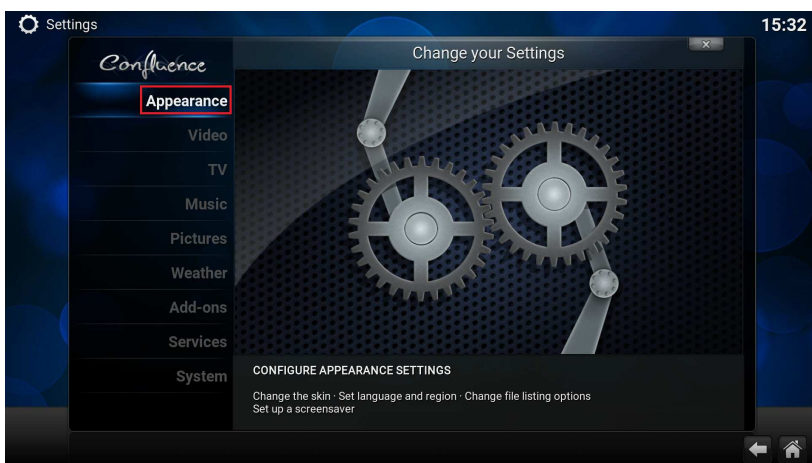 Settings
15:32
Confluence
Change your Settings
X
Appearance
Video
TV
Music
Pictures
Weather
Add-ons
Services
System
CONFIGURE APPEARANCE SETTINGS
Change the skin · Set language and region · Change file listing options
Set up a screensaver